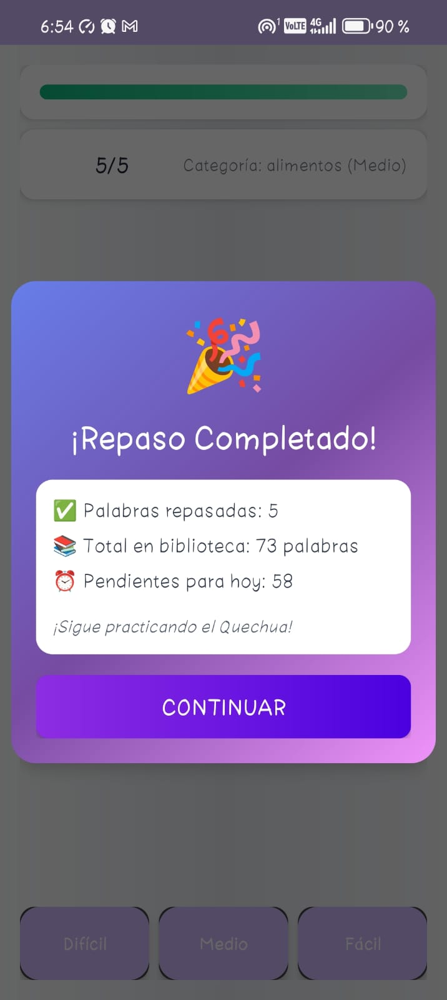 6:54 1 VoLTE 4G 90 %
5/5 Categoría: alimentos (Medio)
¡Repaso Completado!
Palabras repasadas: 5
Total en biblioteca: 73 palabras
Pendientes para hoy: 58
¡Sigue practicando el Quechua!
CONTINUAR
Difícil Medio Fácil